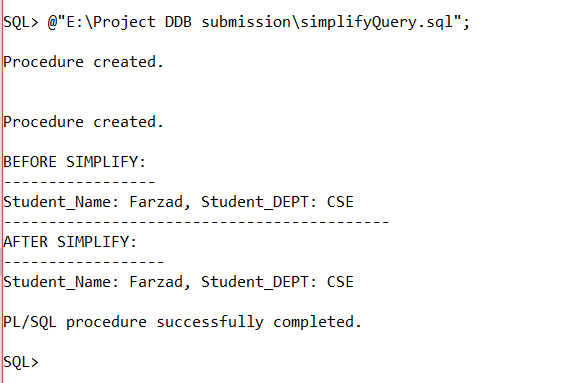 SQL> @"E:\Project DDB submission\simplifyQuery.sql";
Procedure created.
Procedure created.
BEFORE SIMPLIFY:
-----------------
Student_Name: Farzad, Student_DEPT: CSE
-------------------------------------------
AFTER SIMPLIFY:
------------------
Student_Name: Farzad, Student_DEPT: CSE
PL/SQL procedure successfully completed.
SQL>